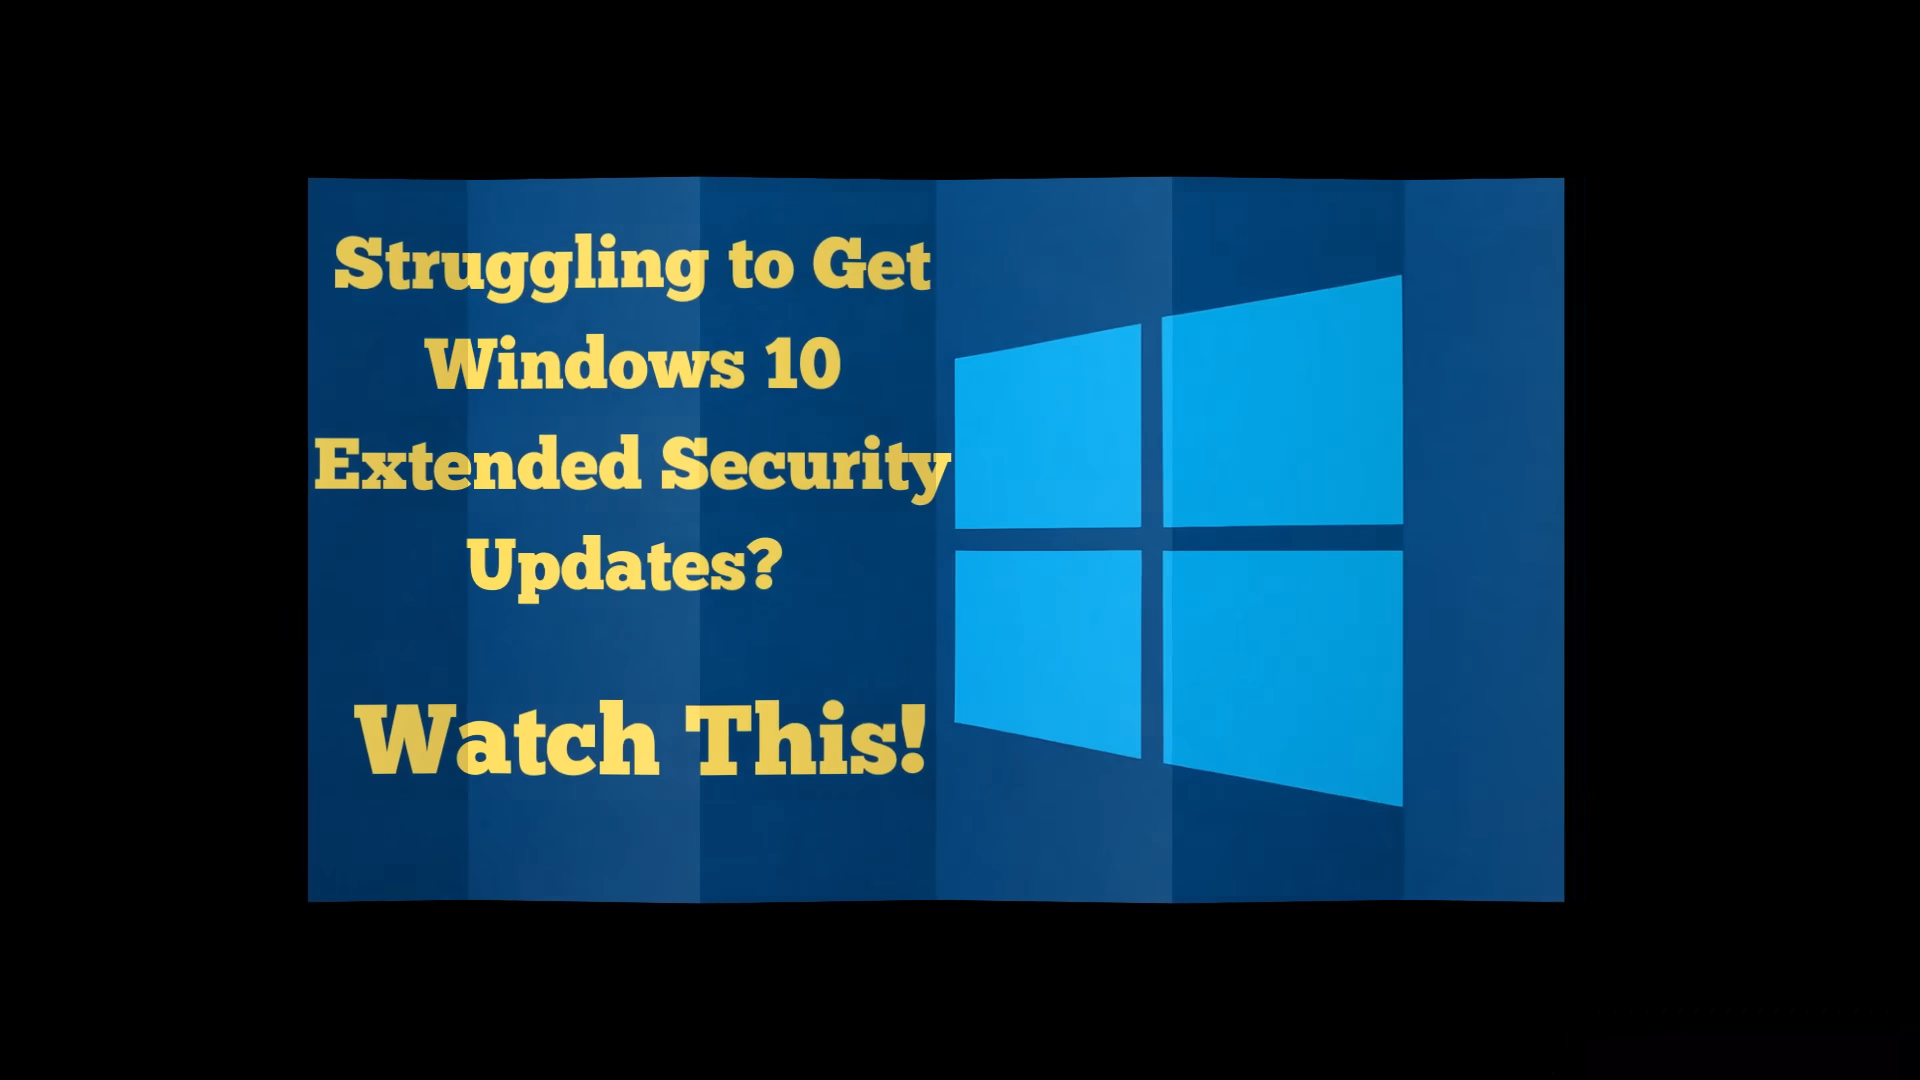 Struggling to Get
Windows 10
Extended Security
Updates?
Watch This!